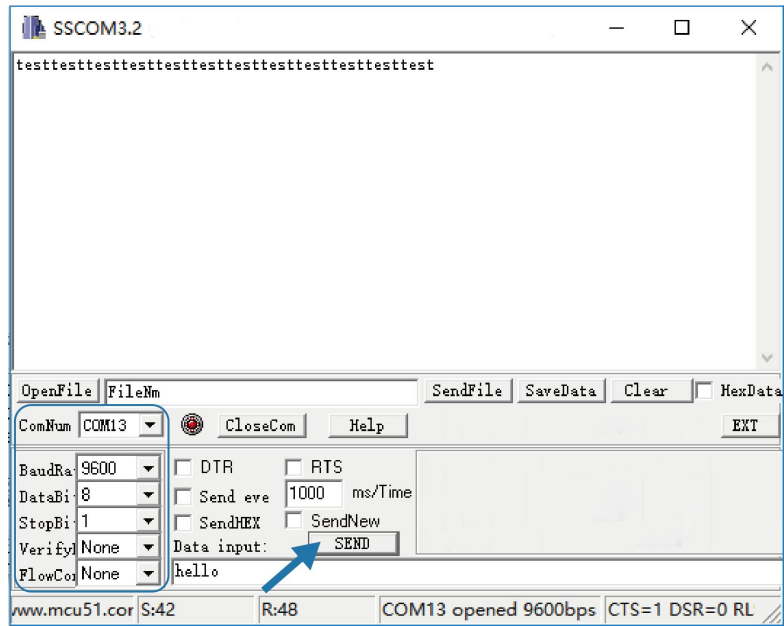 SSCOM3.2
testtesttesttesttesttesttesttesttesttesttesttest
OpenFile FileNm SendFile SaveData Clear HexData
ComNum COM13 CloseCom Help EXT
BaudRa 9600 DTR RTS
DataBi 8 Send eve 1000 ms/Time
StopBi 1 SendHEX SendNew
Verify None Data input: SEND
FlowCo None hello
www.mcu51.cor S:42 R:48 COM13 opened 9600bps CTS=1 DSR=0 RL